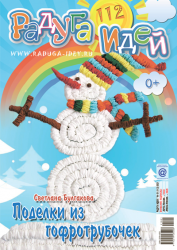 РАДУГА ИДЕЙ
112
WWW.RADUGA-IDEY.RU
0+
Светлана Булгакова
Поделки из
гофротрубочек